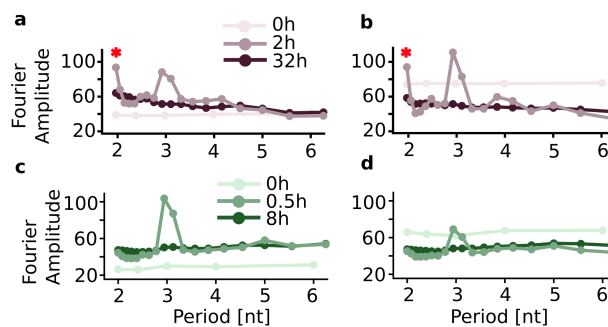 a
0h
2h
32h
*
Fourier
Amplitude
100
60
20
2 3 4 5 6
b
*
100
60
20
2 3 4 5 6
c
0h
0.5h
8h
Fourier
Amplitude
100
60
20
2 3 4 5 6
Period [nt]
d
100
60
20
2 3 4 5 6
Period [nt]